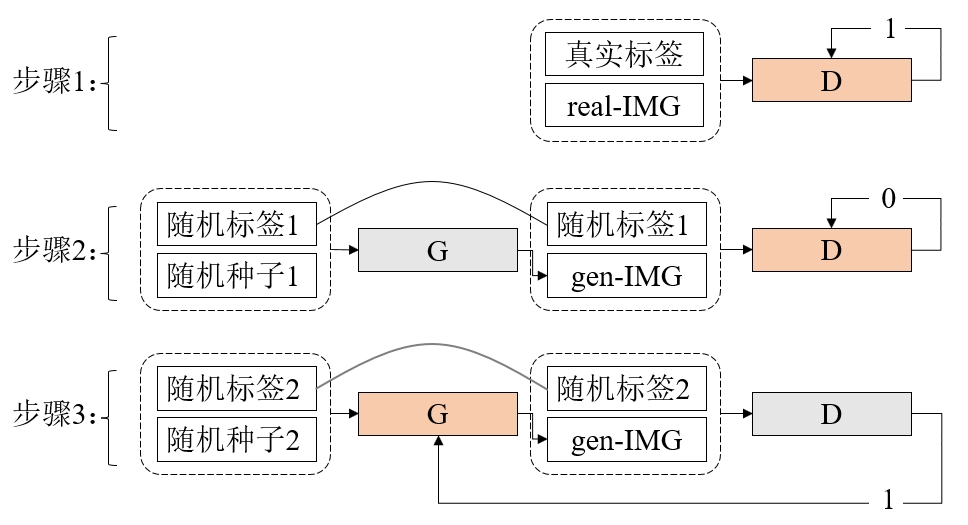 步骤1:
真实标签
real-IMG
D
1
步骤2:
随机标签1
随机种子1
G
随机标签1
gen-IMG
D
0
步骤3:
随机标签2
随机种子2
G
随机标签2
gen-IMG
D
1